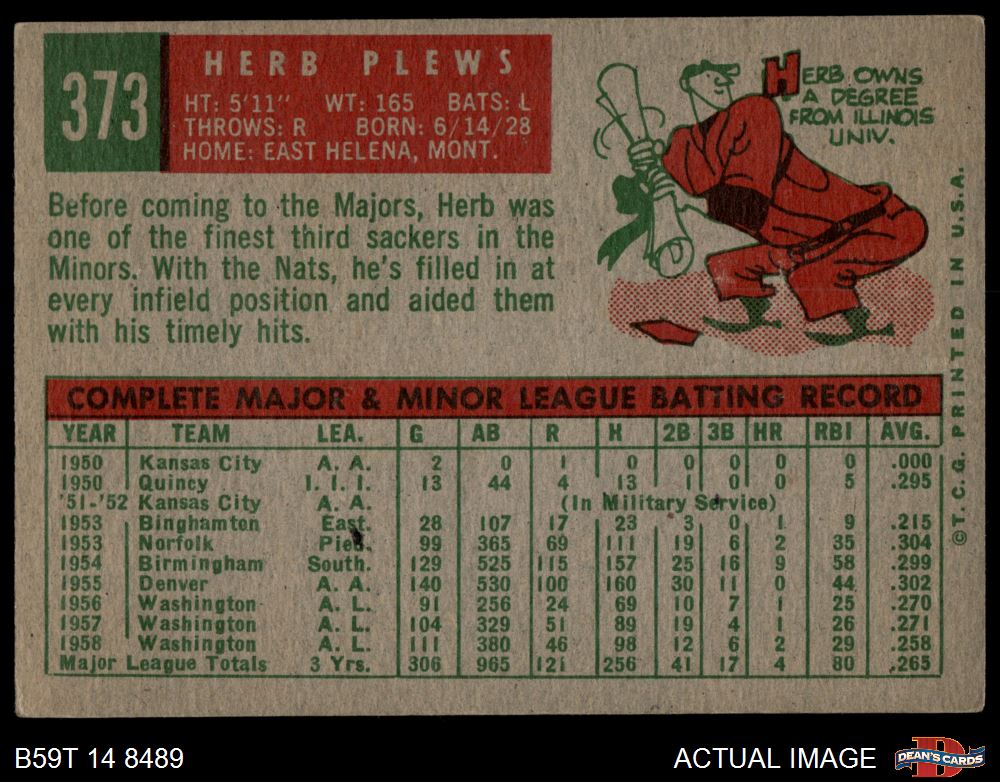 373
HERB PLEWS
HT: 5'11" WT: 165 BATS: L
THROWS: R BORN: 6/14/28
HOME: EAST HELENA, MONT.
HERB OWNS
A DEGREE
FROM ILLINOIS
UNIV.
Before coming to the Majors, Herb was
one of the finest third sackers in the
Minors. With the Nats, he's filled in at
every infield position and aided them
with his timely hits.
COMPLETE MAJOR & MINOR LEAGUE BATTING RECORD
YEAR TEAM LEA. G AB R H 2B 3B HR RBI AVG.
1950 Kansas City A. A. 2 0 1 0 0 0 0 0 .000
1950 Quincy I. I. I. 13 44 4 13 1 0 0 5 .295
'51-'52 Kansas City A. A. (In Military Service)
1953 Binghamton East. 28 107 17 23 3 0 1 9 .215
1953 Norfolk Pied. 99 365 69 111 19 6 2 35 .304
1954 Birmingham South. 129 525 115 157 25 16 9 58 .299
1955 Denver A. A. 140 530 100 160 30 11 0 44 .302
1956 Washington A. L. 91 256 24 69 10 7 1 25 .270
1957 Washington A. L. 104 329 51 89 19 4 1 26 .271
1958 Washington A. L. 111 380 46 98 12 6 2 29 .258
Major League Totals 3 Yrs. 306 965 121 256 41 17 4 80 .265
©T. C. G. PRINTED IN U.S.A.
B59T 14 8489
ACTUAL IMAGE
D
DEAN'S CARDS